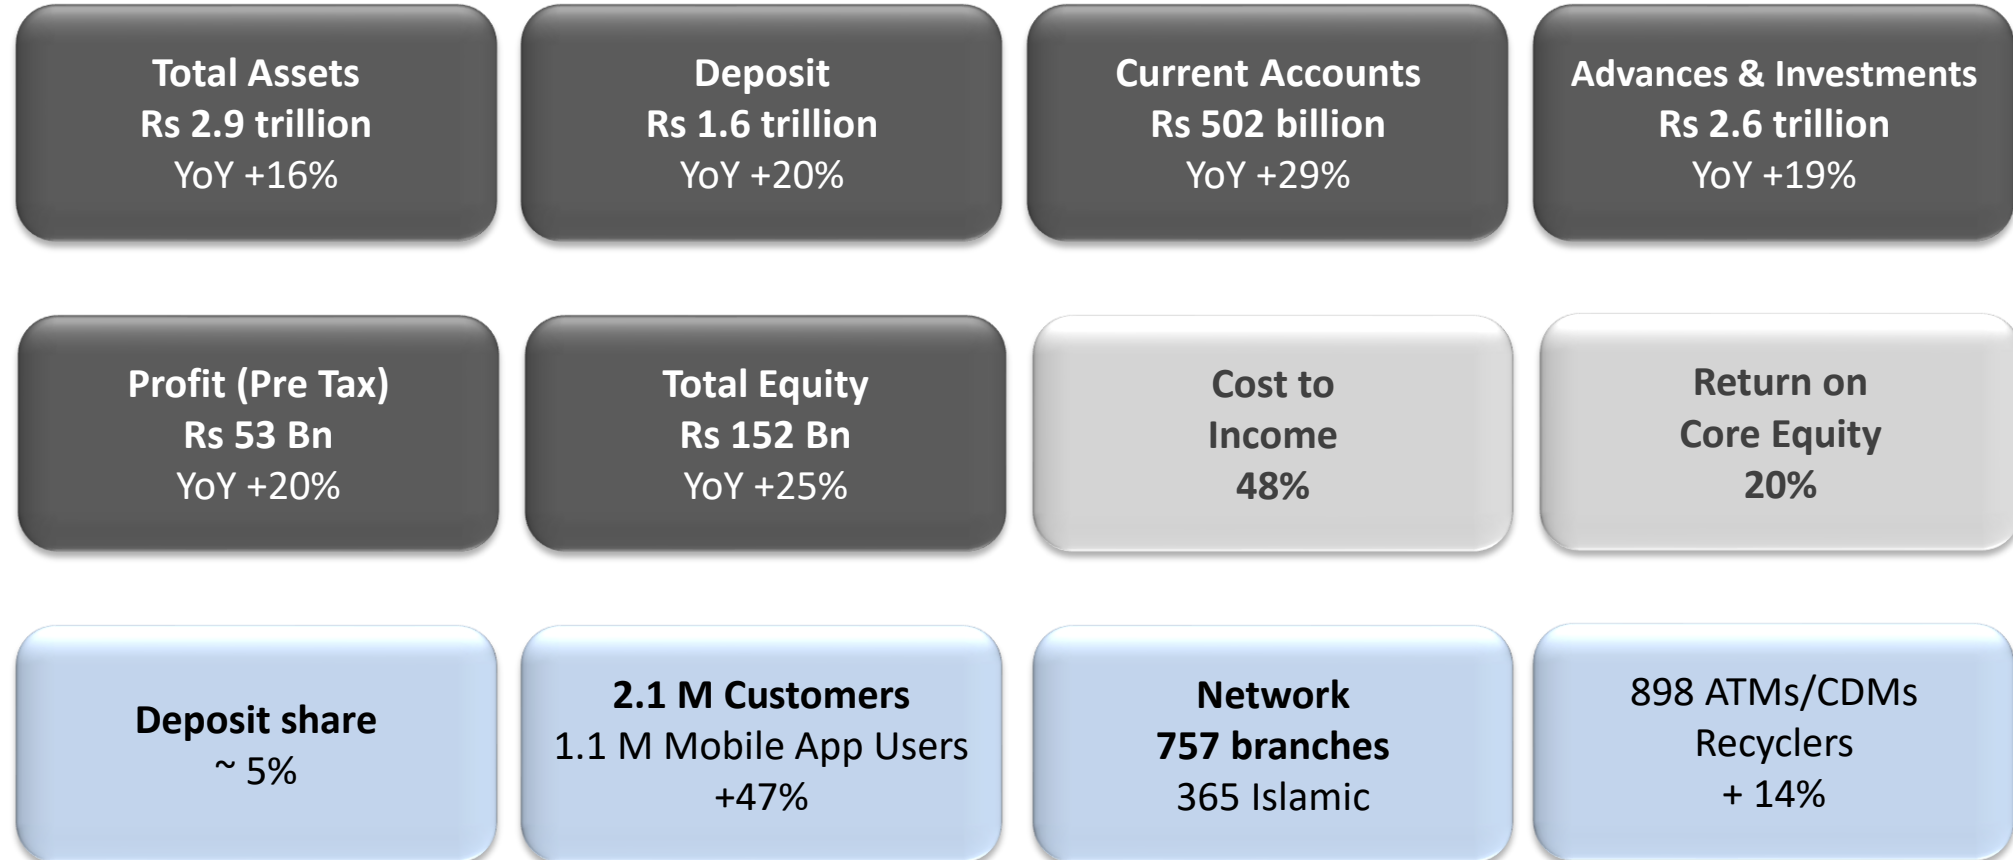 Total Assets
Rs 2.9 trillion
YoY +16%
Deposit
Rs 1.6 trillion
YoY +20%
Current Accounts
Rs 502 billion
YoY +29%
Advances & Investments
Rs 2.6 trillion
YoY +19%
Profit (Pre Tax)
Rs 53 Bn
YoY +20%
Total Equity
Rs 152 Bn
YoY +25%
Cost to
Income
48%
Return on
Core Equity
20%
Deposit share
~ 5%
2.1 M Customers
1.1 M Mobile App Users
+47%
Network
757 branches
365 Islamic
898 ATMs/CDMs
Recyclers
+ 14%